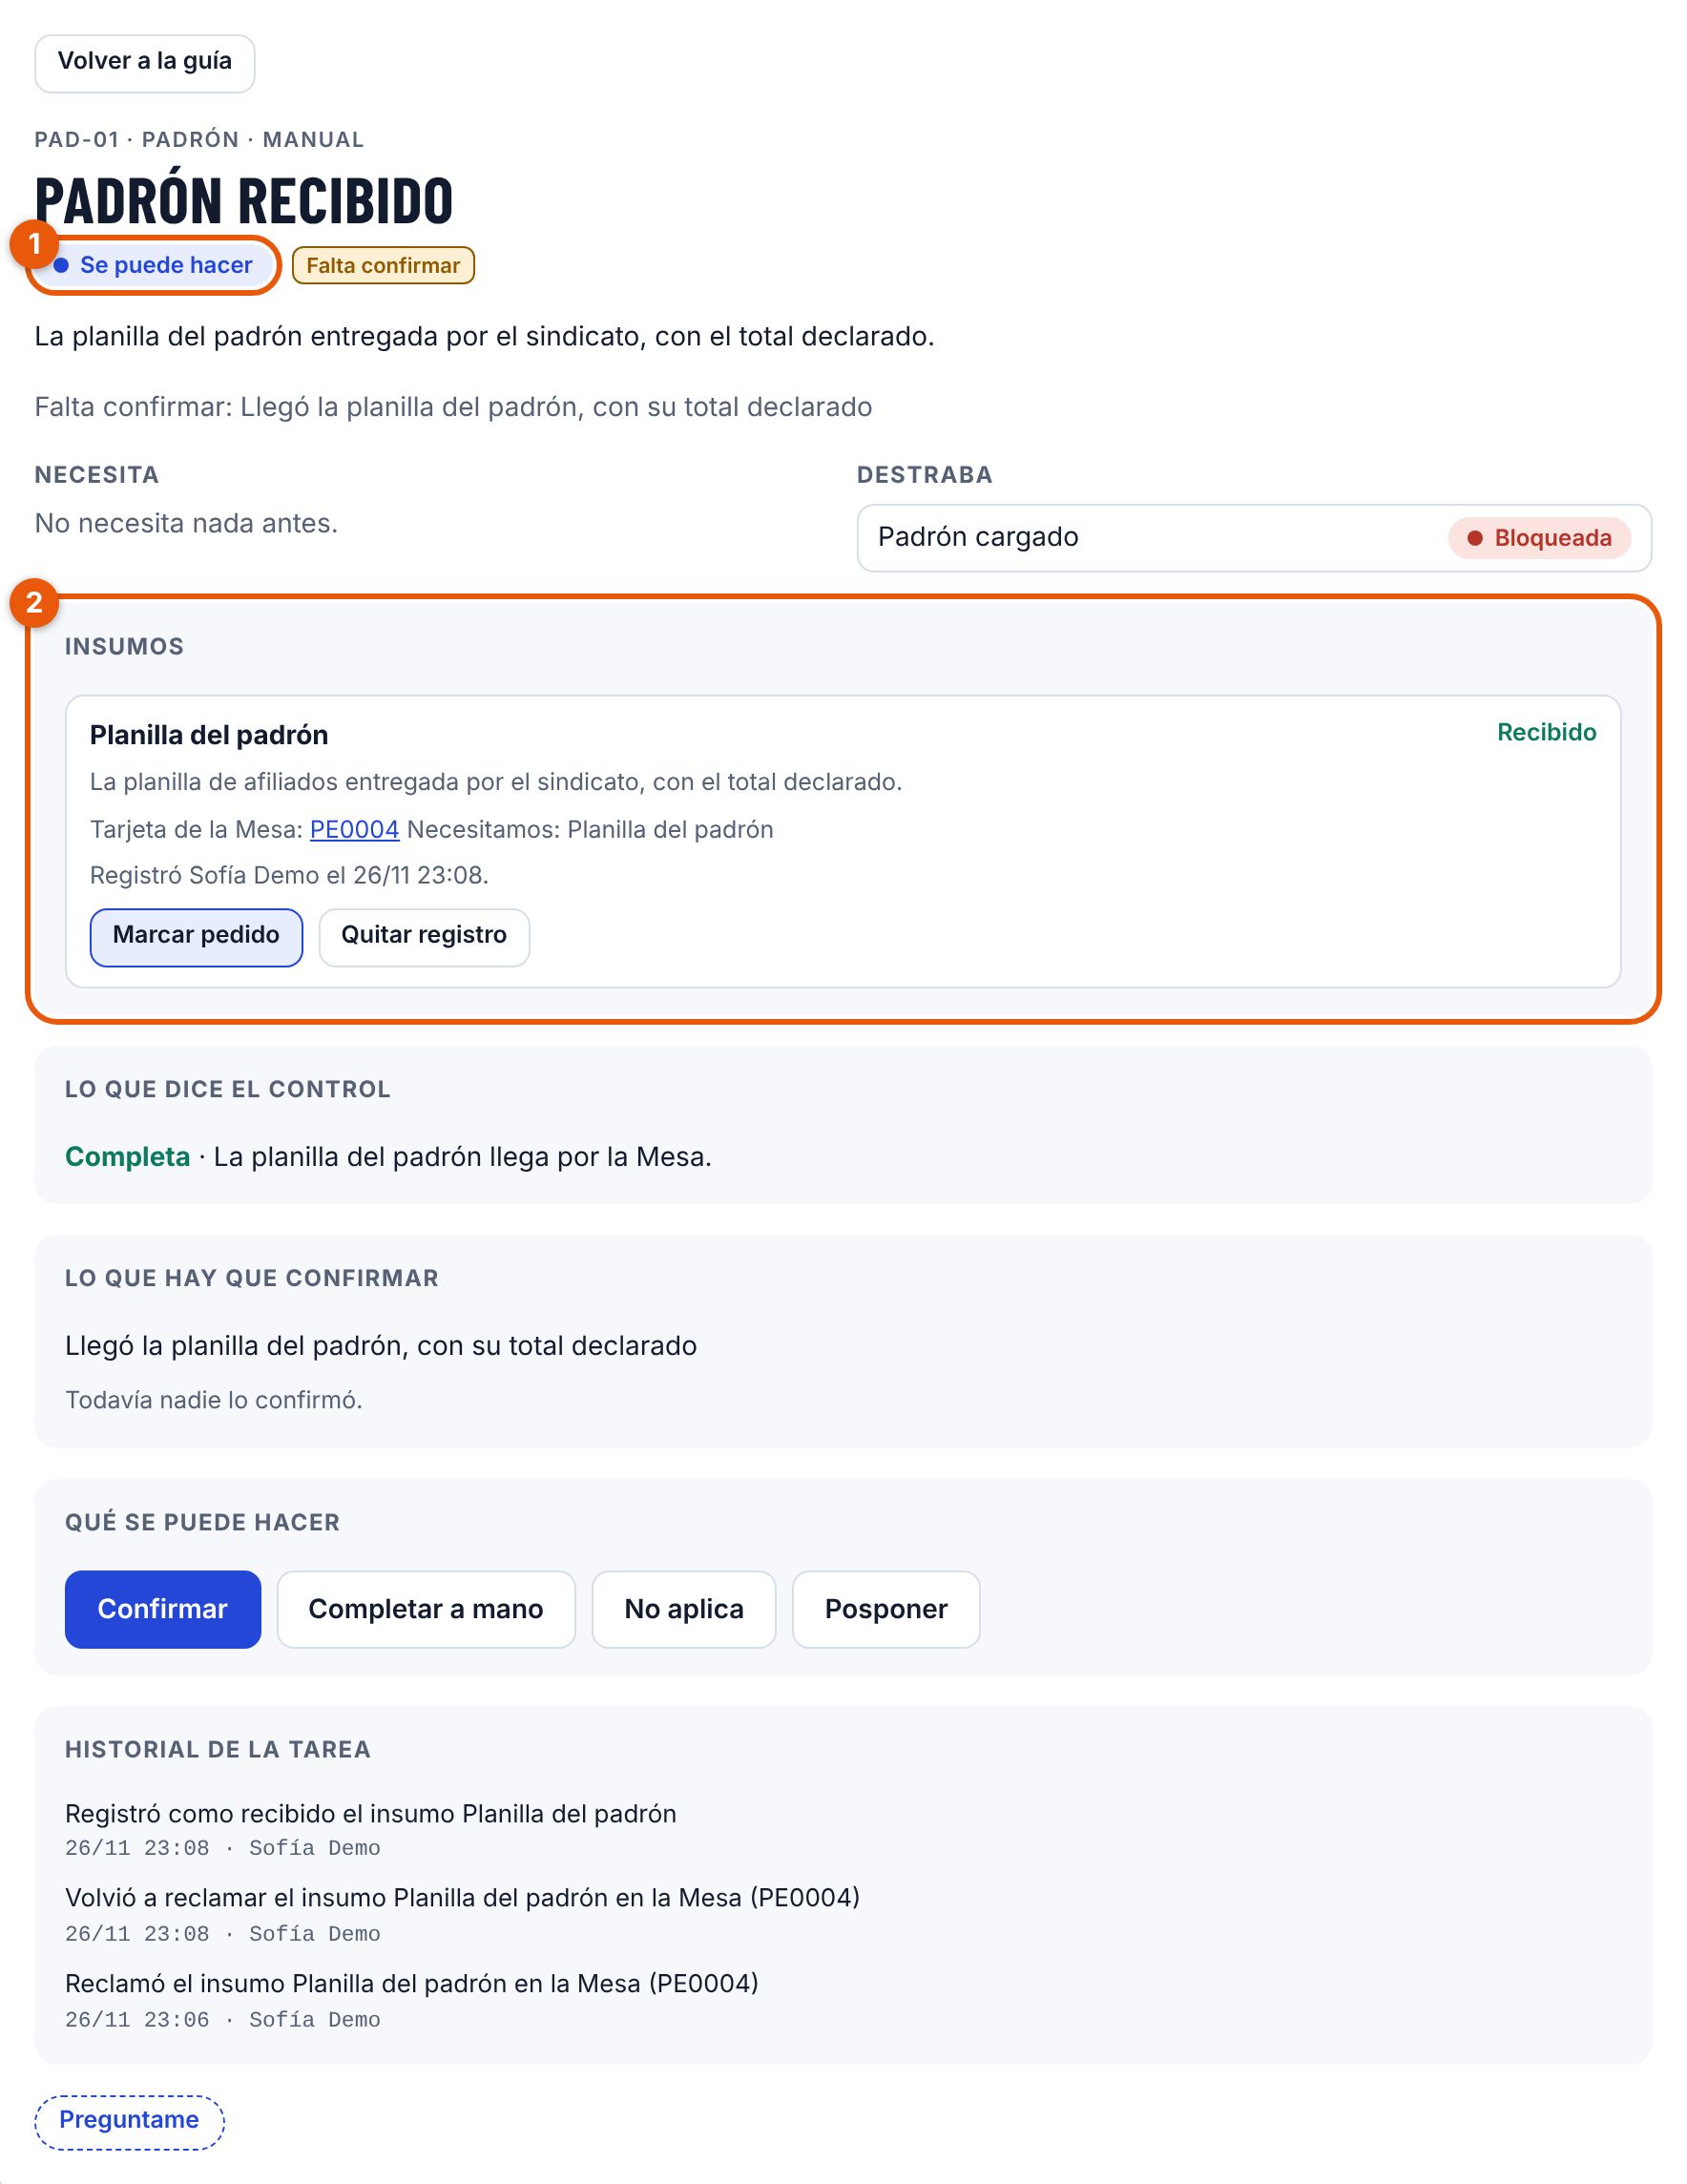 Volver a la guía
PAD-01 · PADRÓN · MANUAL
PADRÓN RECIBIDO
1
Se puede hacer
Falta confirmar
La planilla del padrón entregada por el sindicato, con el total declarado.
Falta confirmar: Llegó la planilla del padrón, con su total declarado
NECESITA
No necesita nada antes.
DESTRABA
Padrón cargado
Bloqueada
2
INSUMOS
Planilla del padrón
Recibido
La planilla de afiliados entregada por el sindicato, con el total declarado.
Tarjeta de la Mesa: PE0004 Necesitamos: Planilla del padrón
Registró Sofía Demo el 26/11 23:08.
Marcar pedido
Quitar registro
LO QUE DICE EL CONTROL
Completa · La planilla del padrón llega por la Mesa.
LO QUE HAY QUE CONFIRMAR
Llegó la planilla del padrón, con su total declarado
Todavía nadie lo confirmó.
QUÉ SE PUEDE HACER
Confirmar
Completar a mano
No aplica
Posponer
HISTORIAL DE LA TAREA
Registró como recibido el insumo Planilla del padrón
26/11 23:08 · Sofía Demo
Volvió a reclamar el insumo Planilla del padrón en la Mesa (PE0004)
26/11 23:08 · Sofía Demo
Reclamó el insumo Planilla del padrón en la Mesa (PE0004)
26/11 23:06 · Sofía Demo
Preguntame